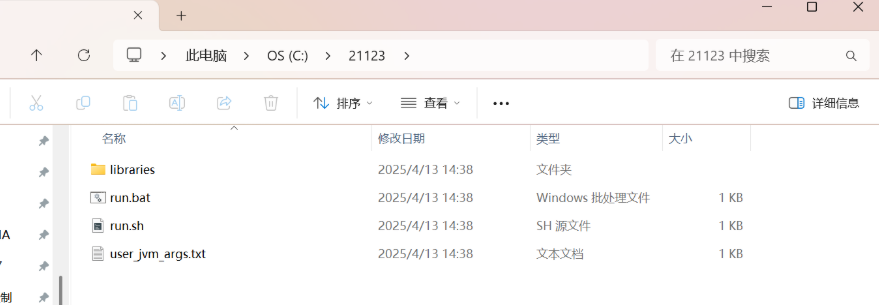 此电脑 OS (C:) 21123 在 21123 中搜索
排序 查看 详细信息
名称 修改日期 类型 大小
libraries 2025/4/13 14:38 文件夹
run.bat 2025/4/13 14:38 Windows 批处理文件 1 KB
run.sh 2025/4/13 14:38 SH 源文件 1 KB
IA
user_jvm_args.txt 2025/4/13 14:38 文本文档 1 KB
制